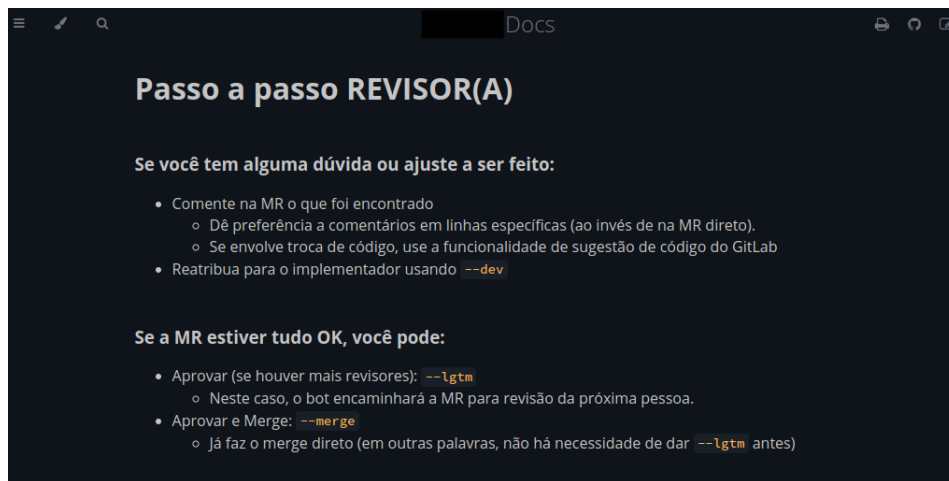 Docs
Passo a passo REVISOR(A)
Se você tem alguma dúvida ou ajuste a ser feito:
Comente na MR o que foi encontrado
Dê preferência a comentários em linhas específicas (ao invés de na MR direto).
Se envolve troca de código, use a funcionalidade de sugestão de código do GitLab
Reatribua para o implementador usando --dev
Se a MR estiver tudo OK, você pode:
Aprovar (se houver mais revisores): --lgtm
Neste caso, o bot encaminhará a MR para revisão da próxima pessoa.
Aprovar e Merge: --merge
Já faz o merge direto (em outras palavras, não há necessidade de dar --lgtm antes)